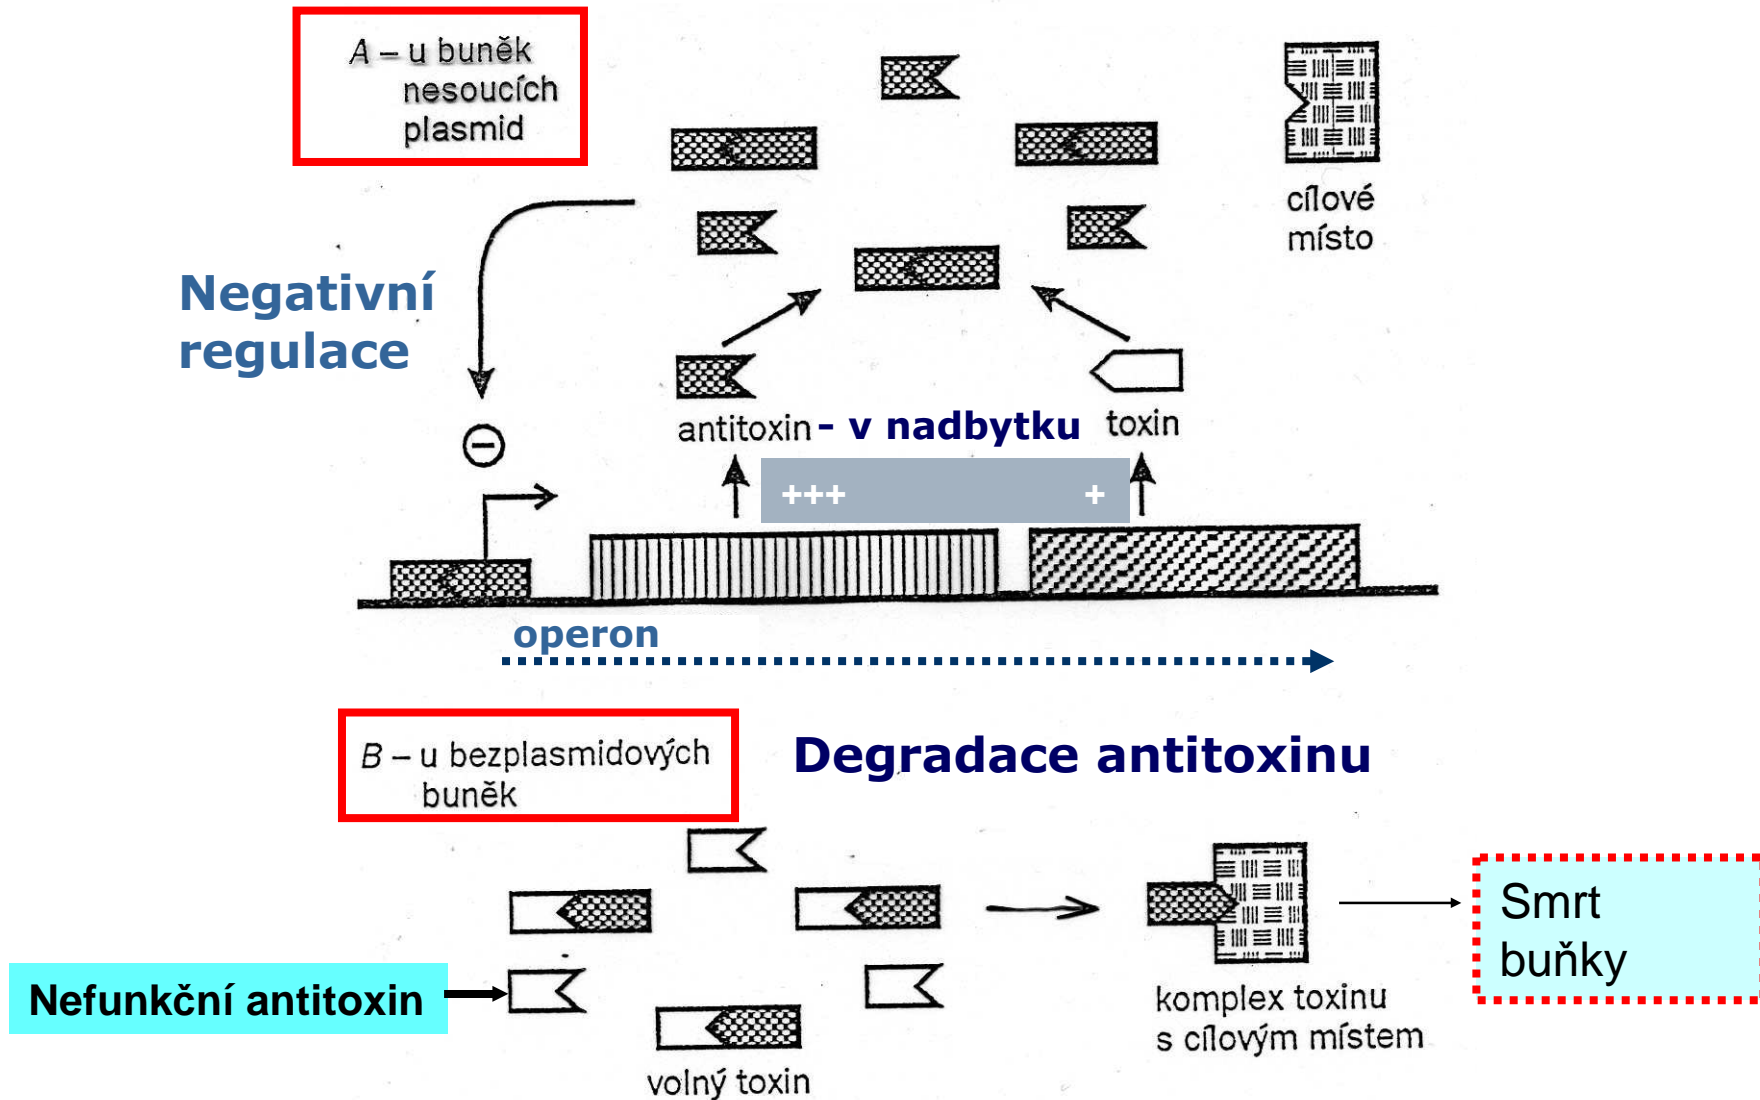 A – u buněk
nesoucích
plasmid
cílové
místo
Negativní
regulace
antitoxin - v nadbytku toxin
–
+++ +
operon
B – u bezplasmidových
buněk
Degradace antitoxinu
Nefunkční antitoxin
volný toxin
komplex toxinu
s cílovým místem
Smrt
buňky